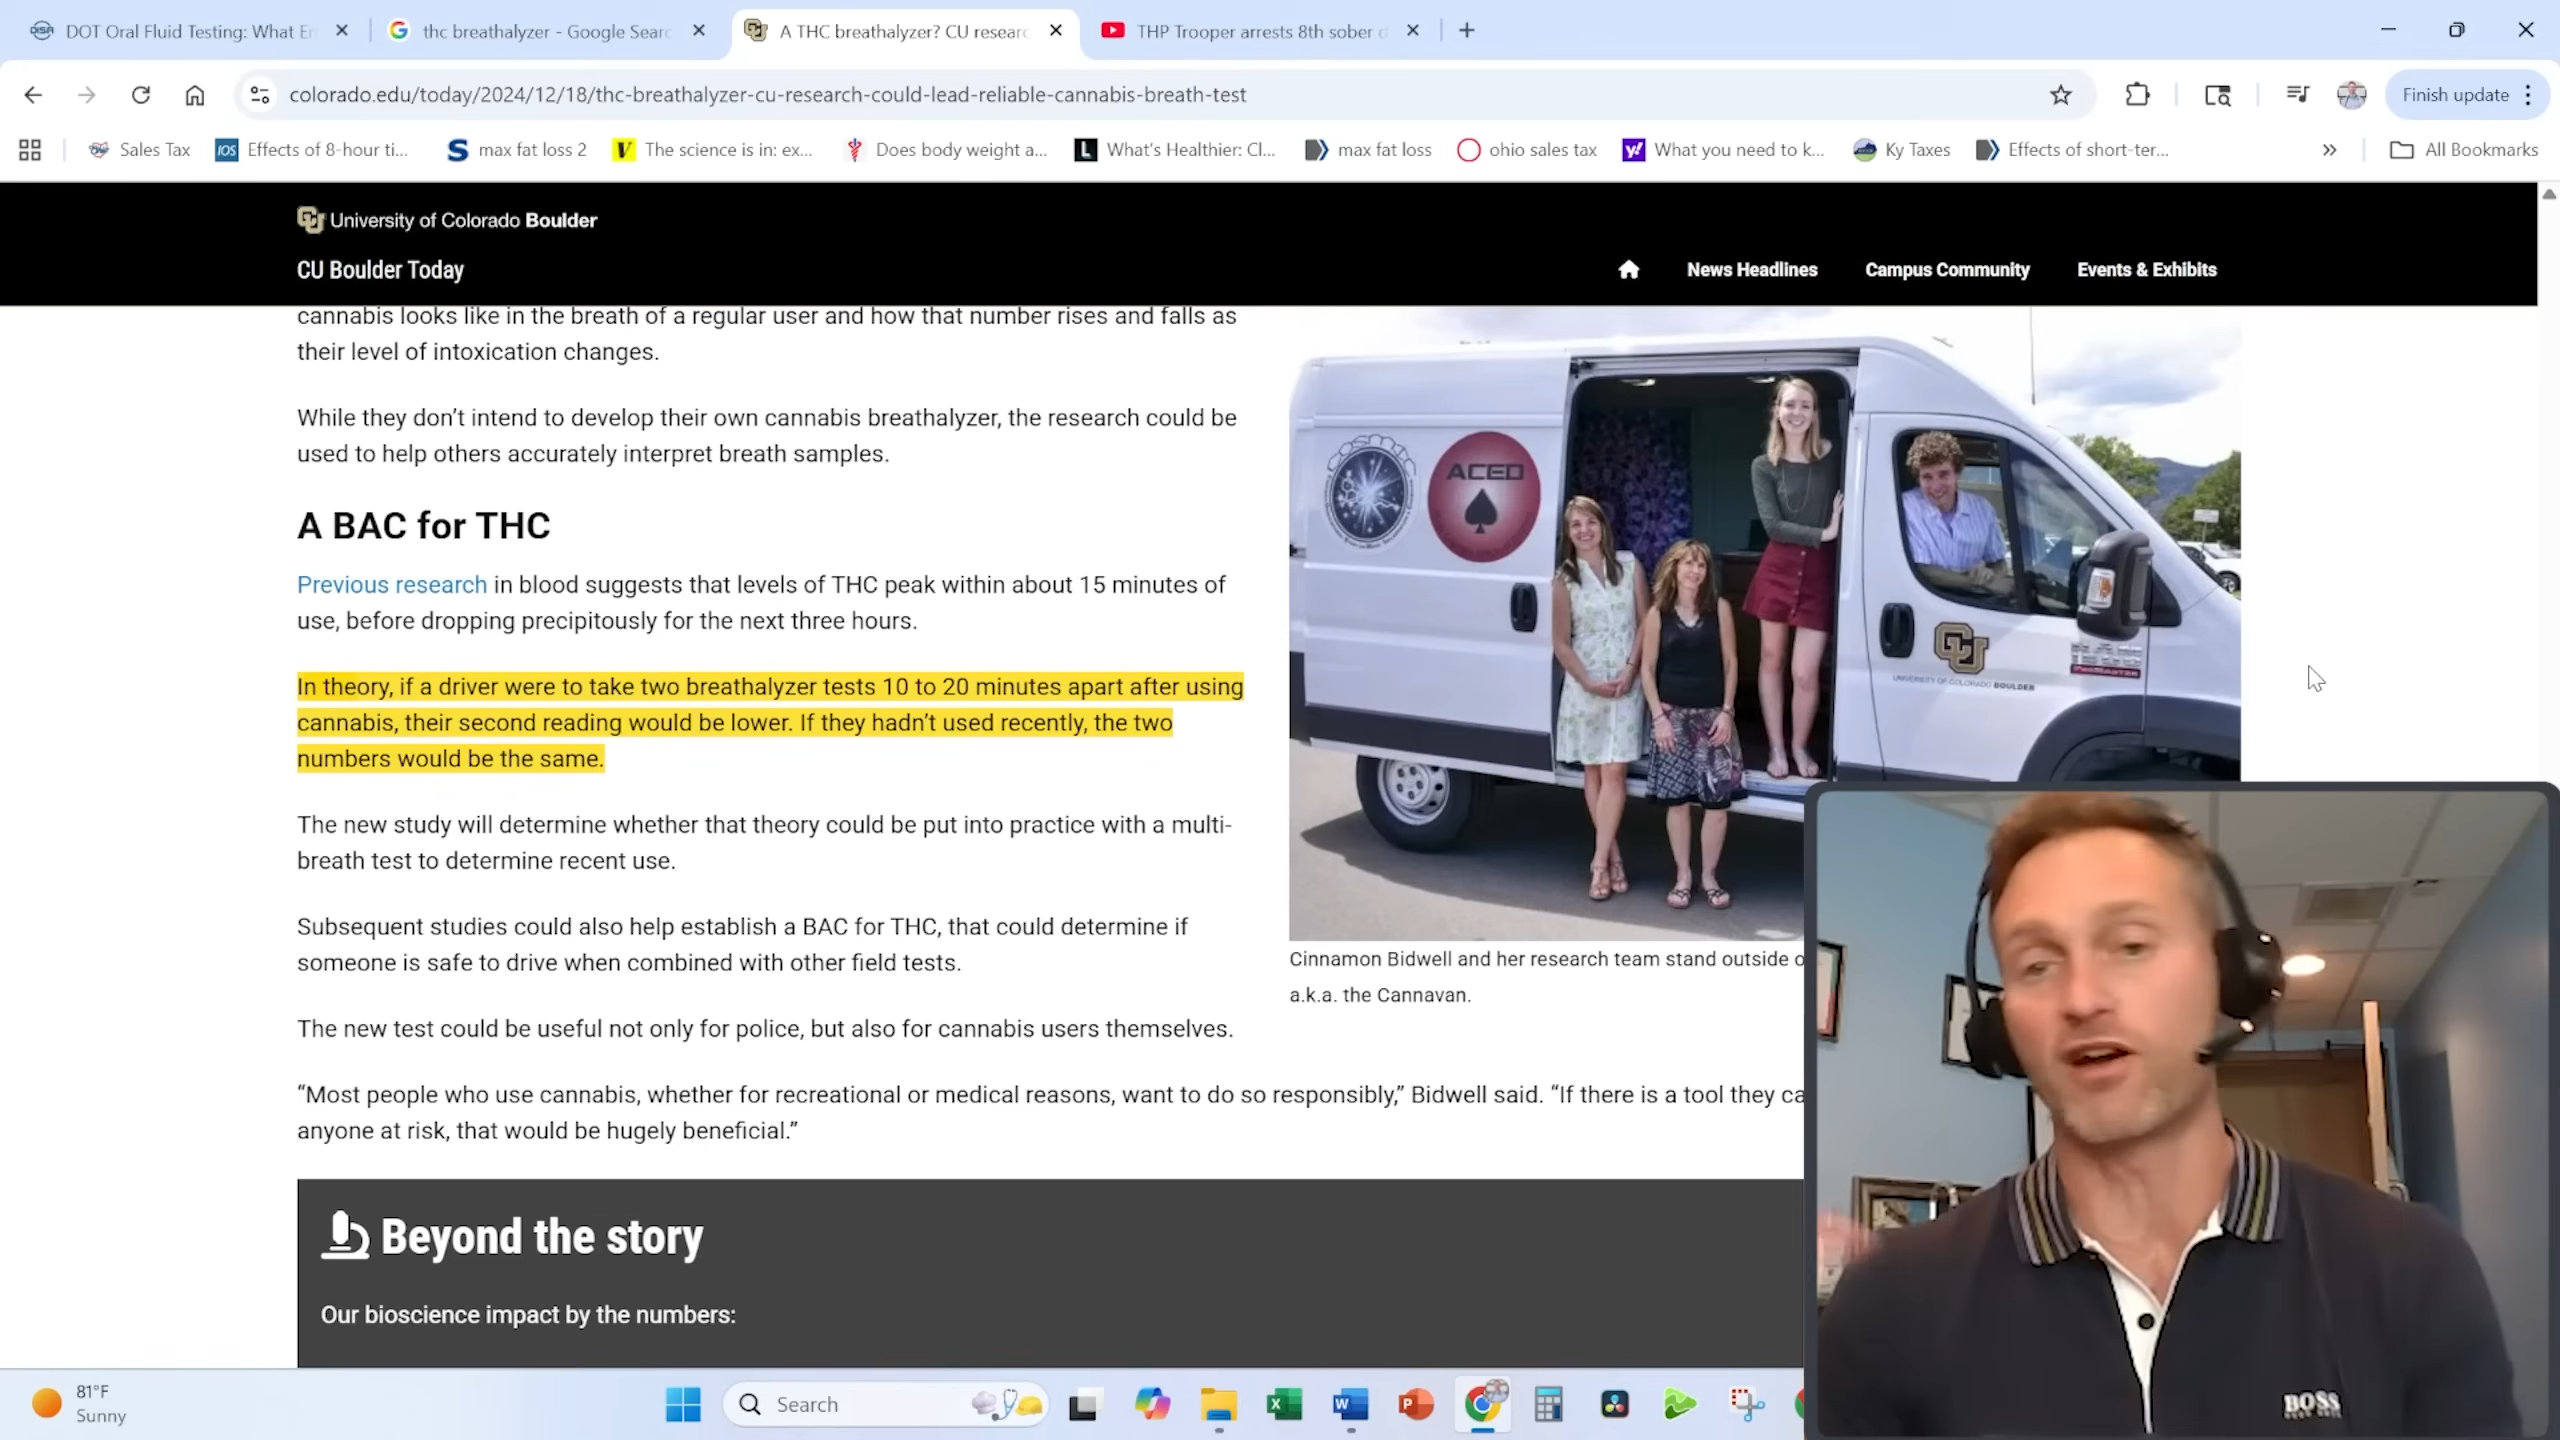 DOT Oral Fluid Testing: What Er
thc breathalyzer - Google Searc
A THC breathalyzer? CU researc
THP Trooper arrests 8th sober d
colorado.edu/today/2024/12/18/thc-breathalyzer-cu-research-could-lead-reliable-cannabis-breath-test
Finish update
Sales Tax
IOS
Effects of 8-hour ti...
max fat loss 2
The science is in: ex...
Does body weight a...
What's Healthier: Cl...
max fat loss
ohio sales tax
What you need to k...
Ky Taxes
Effects of short-ter...
All Bookmarks
University of Colorado Boulder
CU Boulder Today
News Headlines
Campus Community
Events & Exhibits
cannabis looks like in the breath of a regular user and how that number rises and falls as
their level of intoxication changes.
While they don’t intend to develop their own cannabis breathalyzer, the research could be
used to help others accurately interpret breath samples.
A BAC for THC
Previous research in blood suggests that levels of THC peak within about 15 minutes of
use, before dropping precipitously for the next three hours.
In theory, if a driver were to take two breathalyzer tests 10 to 20 minutes apart after using
cannabis, their second reading would be lower. If they hadn’t used recently, the two
numbers would be the same.
The new study will determine whether that theory could be put into practice with a multi-
breath test to determine recent use.
Subsequent studies could also help establish a BAC for THC, that could determine if
someone is safe to drive when combined with other field tests.
The new test could be useful not only for police, but also for cannabis users themselves.
“Most people who use cannabis, whether for recreational or medical reasons, want to do so responsibly,” Bidwell said. “If there is a tool they ca
anyone at risk, that would be hugely beneficial.”
ACED
CU
UNIVERSITY OF COLORADO BOULDER
Cinnamon Bidwell and her research team stand outside o
a.k.a. the Cannavan.
Beyond the story
Our bioscience impact by the numbers:
81°F
Sunny
Search
BOSS